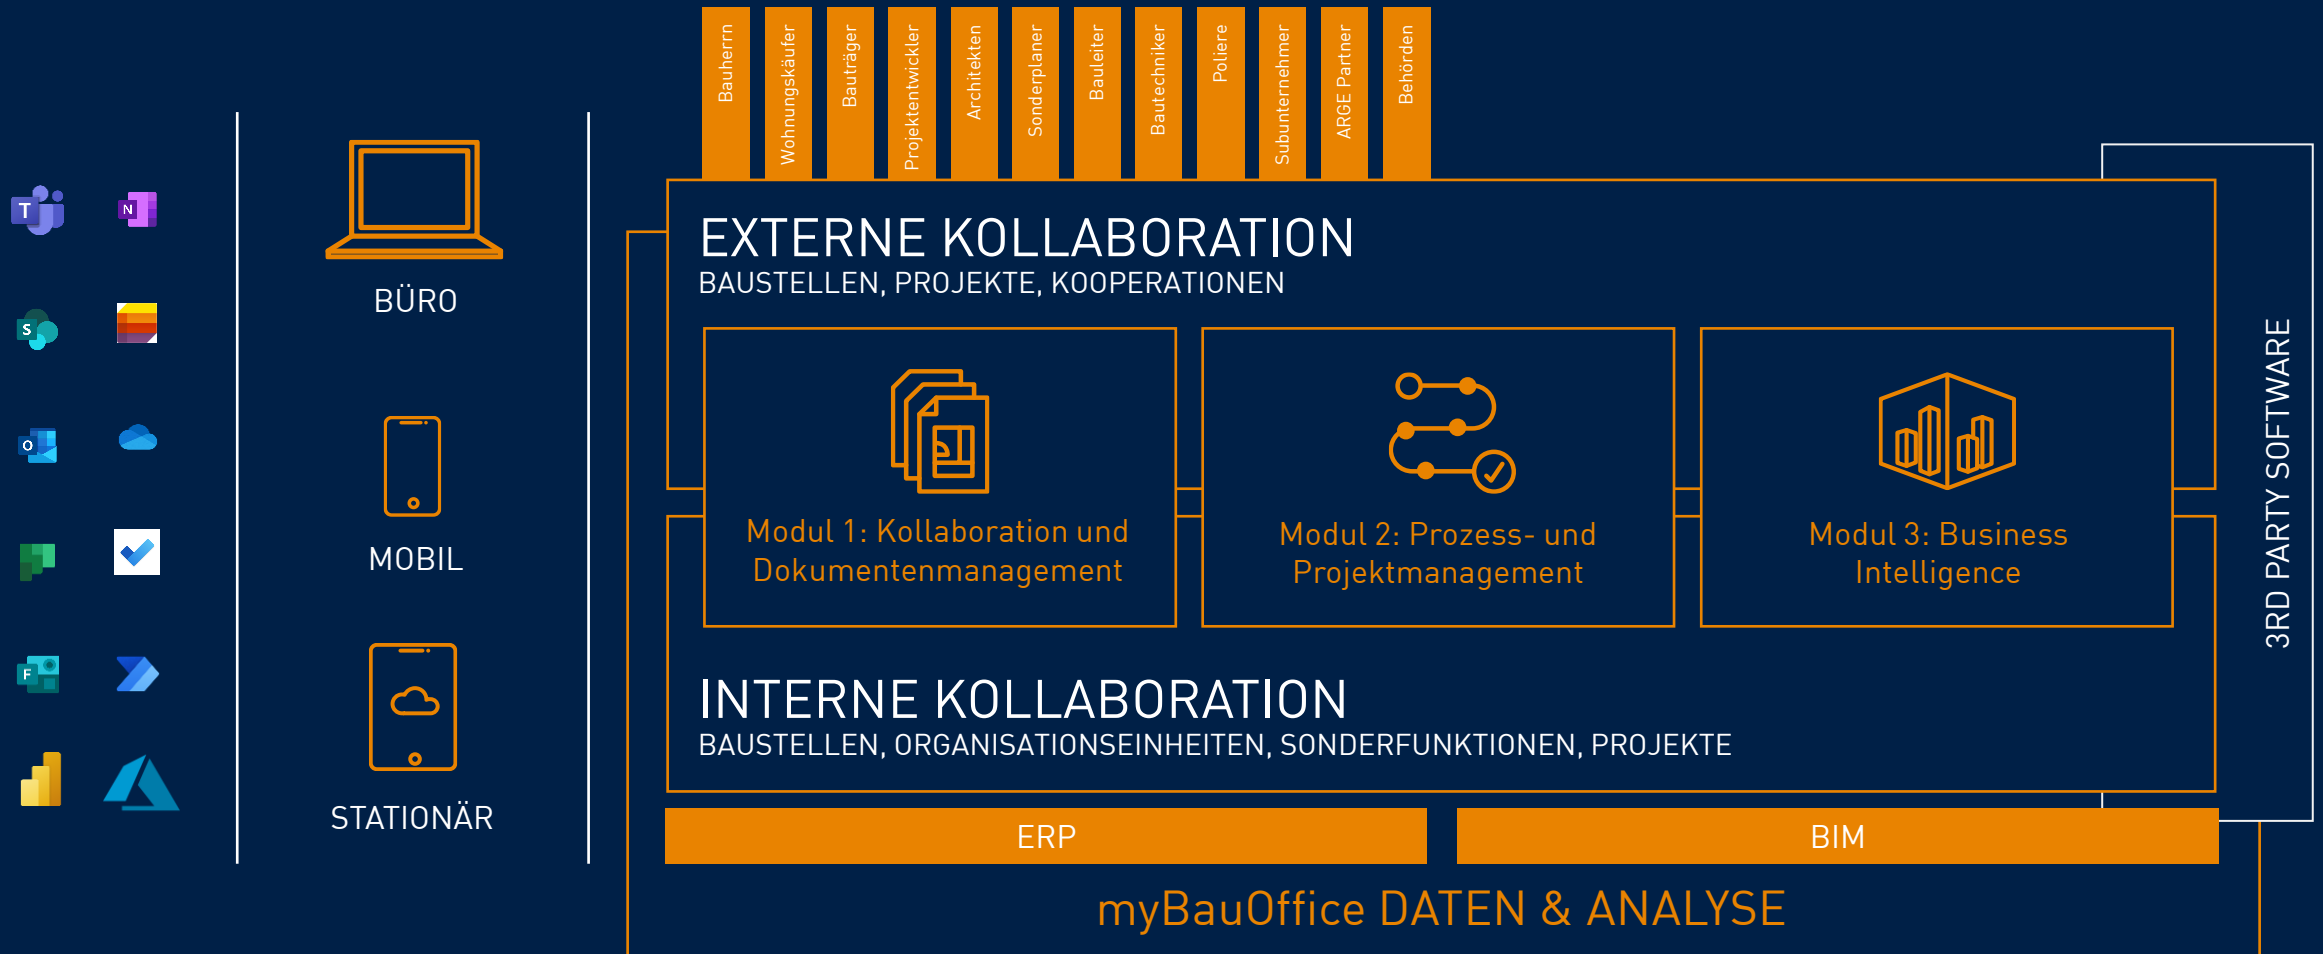 Bauherrn
Wohnungskäufer
Bauträger
Projektentwickler
Architekten
Sonderplaner
Bauleiter
Bautechniker
Poliere
Subunternehmer
ARGE Partner
Behörden
T
N
S
O
F
BÜRO
MOBIL
STATIONÄR
EXTERNE KOLLABORATION
BAUSTELLEN, PROJEKTE, KOOPERATIONEN
Modul 1: Kollaboration und
Dokumentenmanagement
Modul 2: Prozess- und
Projektmanagement
Modul 3: Business
Intelligence
INTERNE KOLLABORATION
BAUSTELLEN, ORGANISATIONSEINHEITEN, SONDERFUNKTIONEN, PROJEKTE
3RD PARTY SOFTWARE
ERP
BIM
myBauOffice DATEN & ANALYSE